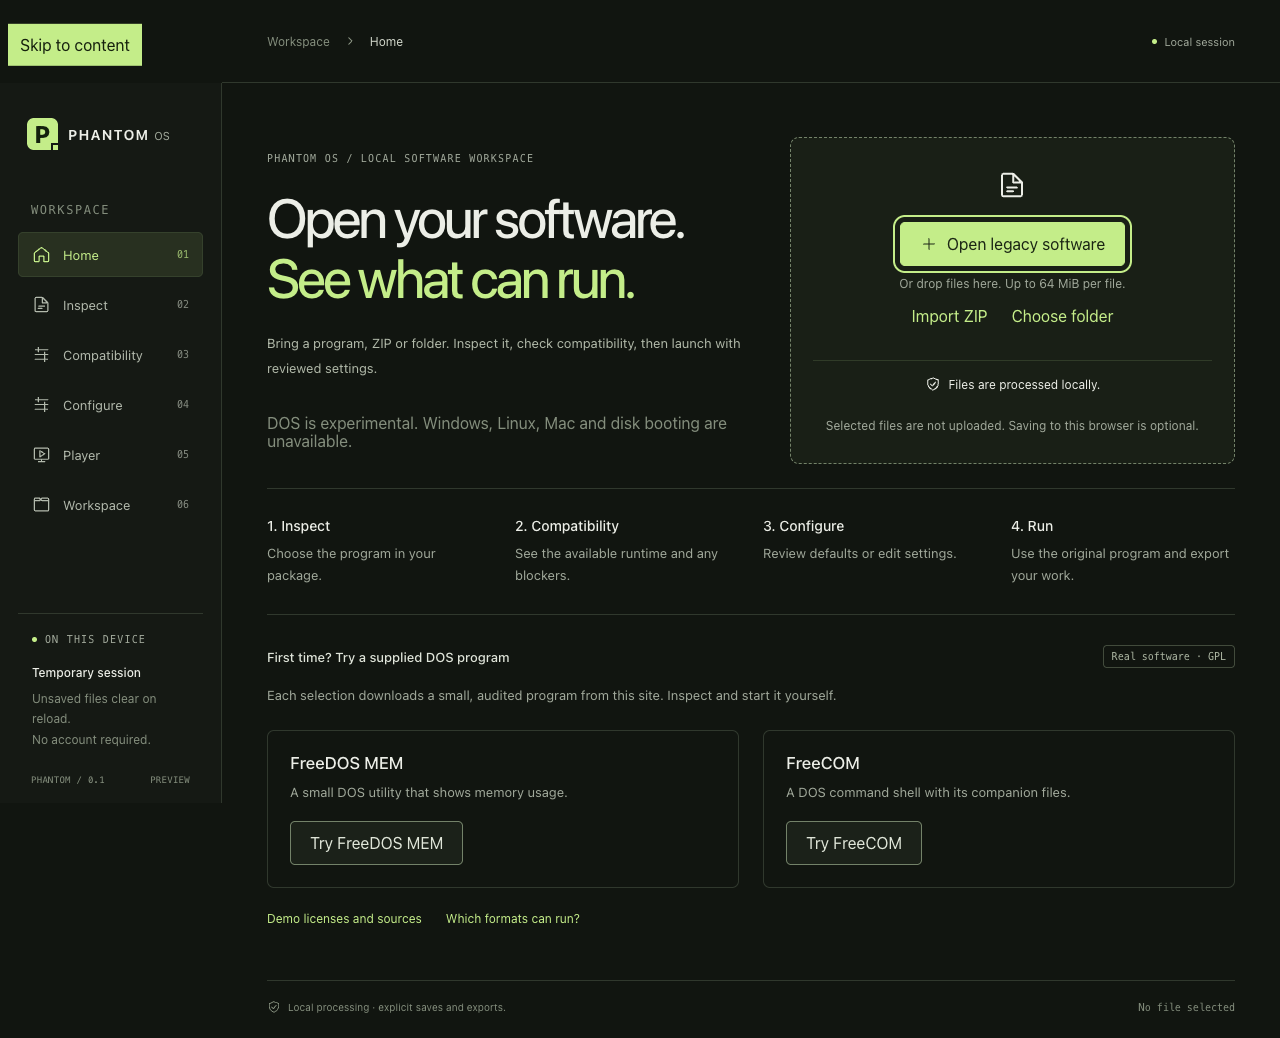 Skip to content
Workspace > Home
Local session
P PHANTOM OS
WORKSPACE
Home 01
Inspect 02
Compatibility 03
Configure 04
Player 05
Workspace 06
ON THIS DEVICE
Temporary session
Unsaved files clear on
reload.
No account required.
PHANTOM / 0.1 PREVIEW
PHANTOM OS / LOCAL SOFTWARE WORKSPACE
Open your software.
See what can run.
Bring a program, ZIP or folder. Inspect it, check compatibility, then launch with
reviewed settings.
DOS is experimental. Windows, Linux, Mac and disk booting are
unavailable.
+ Open legacy software
Or drop files here. Up to 64 MiB per file.
Import ZIP Choose folder
Files are processed locally.
Selected files are not uploaded. Saving to this browser is optional.
1. Inspect
Choose the program in your
package.
2. Compatibility
See the available runtime and any
blockers.
3. Configure
Review defaults or edit settings.
4. Run
Use the original program and export
your work.
First time? Try a supplied DOS program
Real software · GPL
Each selection downloads a small, audited program from this site. Inspect and start it yourself.
FreeDOS MEM
A small DOS utility that shows memory usage.
Try FreeDOS MEM
FreeCOM
A DOS command shell with its companion files.
Try FreeCOM
Demo licenses and sources Which formats can run?
Local processing · explicit saves and exports.
No file selected